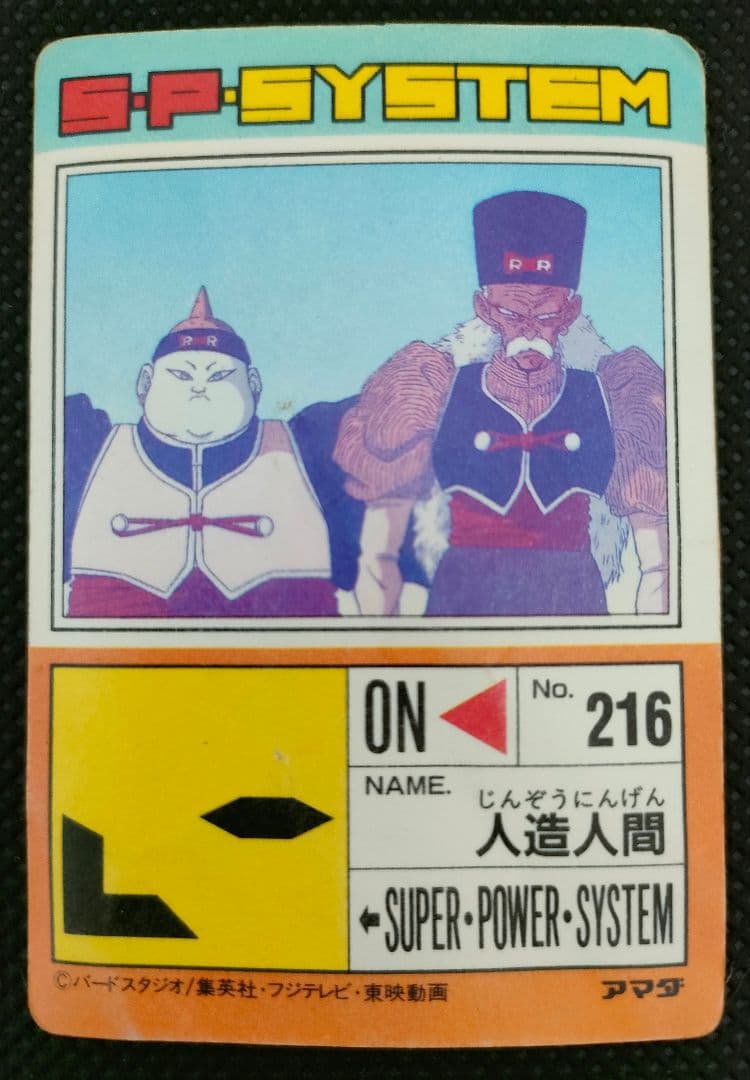 S·P·SYSTEM
RR
RR
ON
No.
216
NAME.
じんぞうにんげん
人造人間
SUPER·POWER·SYSTEM
©バードスタジオ/集英社・フジテレビ・東映動画
アマダ